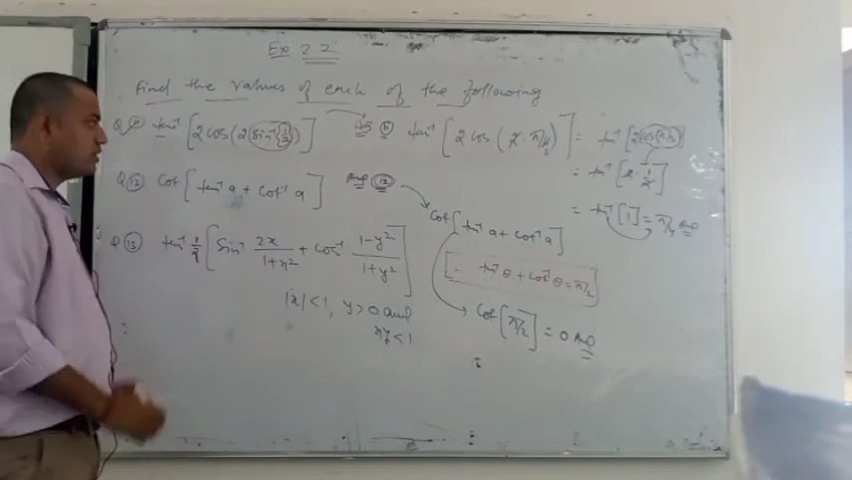 Ex 2.2
Find the values of each of the following
Q 11 tan⁻¹ [2 cos (2 sin⁻¹ (1/2))]
Ans 11 tan⁻¹ [2 cos (2 · π/6)] = tan⁻¹ [2 cos π/3]
= tan⁻¹ [2 · 1/2]
= tan⁻¹ [1] = π/4 Ans
Q 12 Cot [tan⁻¹ a + cot⁻¹ a]
Ans 12
Cot [tan⁻¹ a + cot⁻¹ a]
[∵ tan⁻¹ θ + cot⁻¹ θ = π/2]
Cot [π/2] = 0 Ans
Q 13 tan 1/2 [Sin⁻¹ 2x/1+x² + cos⁻¹ 1-y²/1+y²]
|x| < 1, y > 0 and
xy < 1